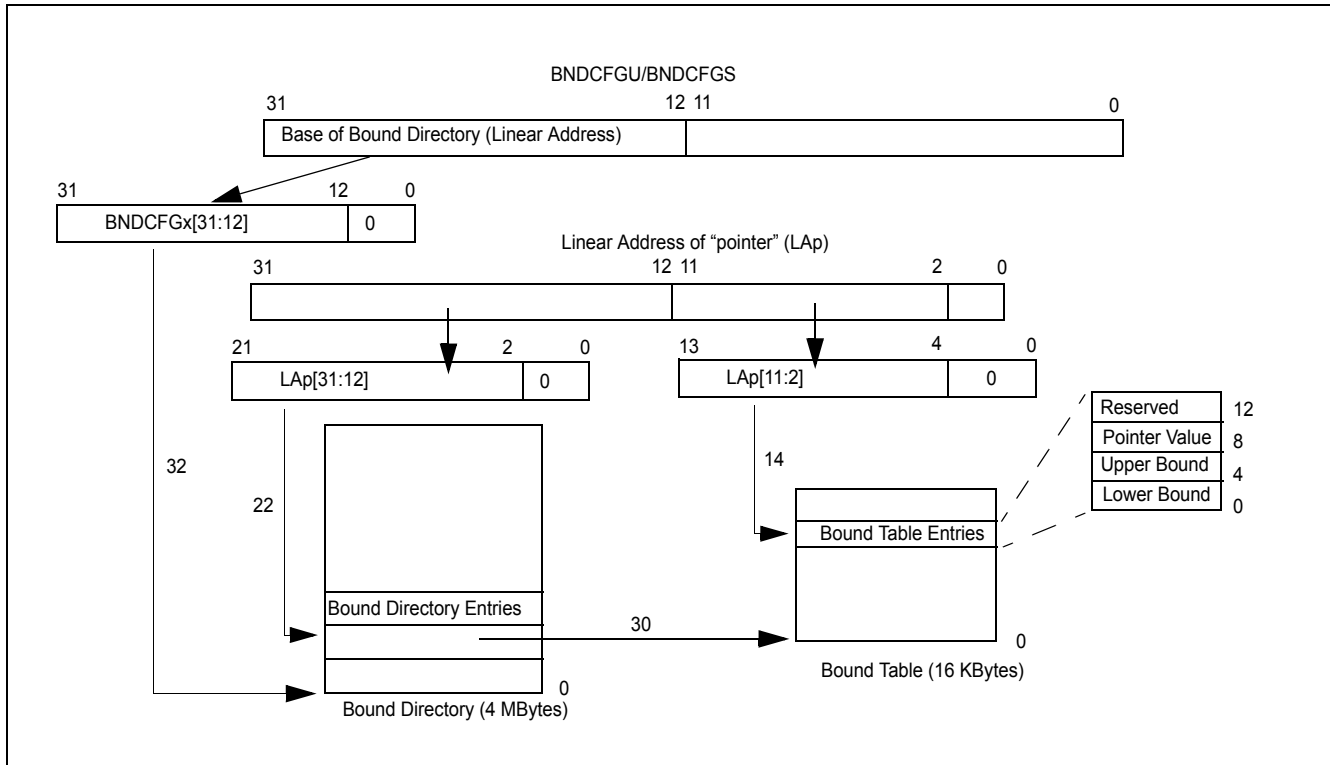 BNDCFGU/BNDCFGS
31 12 11 0
Base of Bound Directory (Linear Address)
31 12 0
BNDCFGx[31:12] 0
Linear Address of “pointer” (LAp)
31 12 11 2 0
21 2 0
LAp[31:12] 0
13 4 0
LAp[11:2] 0
Reserved 12
Pointer Value 8
Upper Bound 4
Lower Bound 0
32
22
14
Bound Table Entries
Bound Directory Entries
30
0
Bound Table (16 KBytes)
0
Bound Directory (4 MBytes)